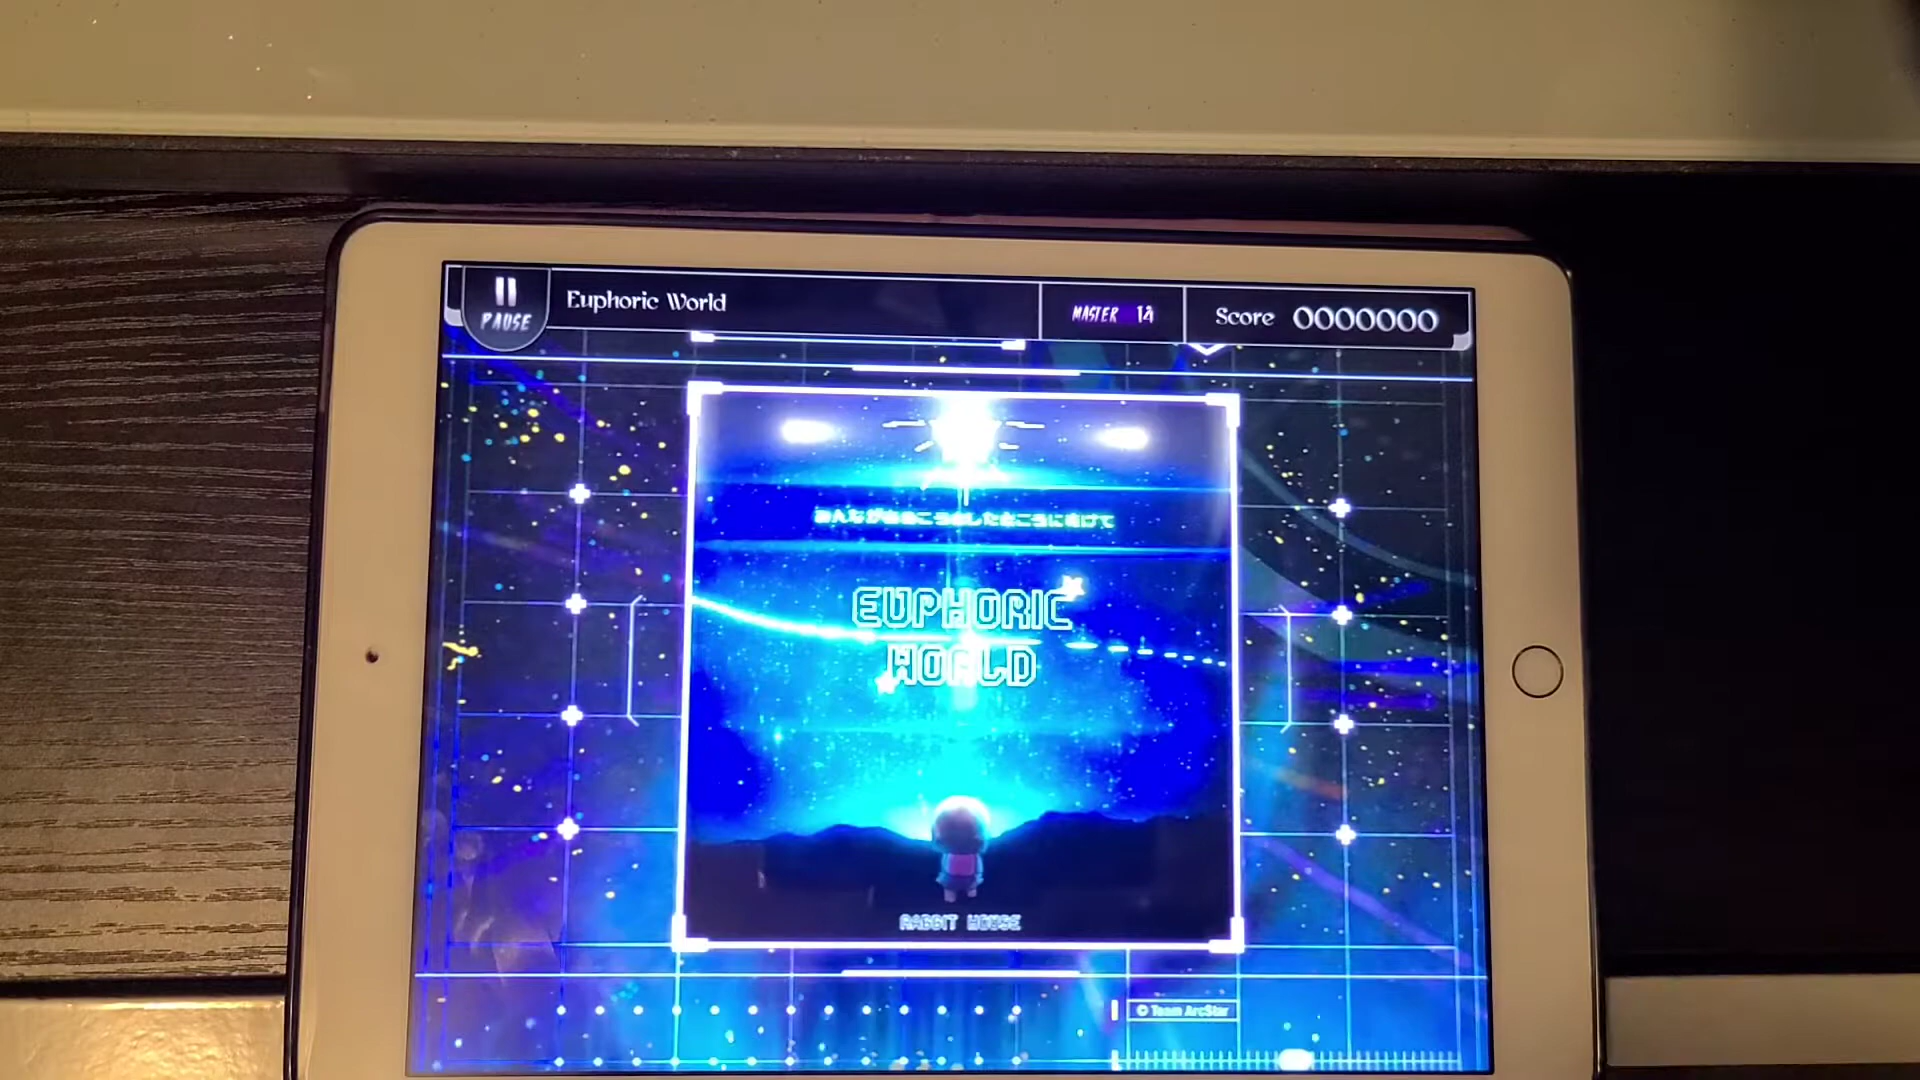 PAUSE
Euphoric World
MASTER 14
Score 0000000
EUPHORIC
WORLD
RABBIT HOUSE
© Team ArcStar